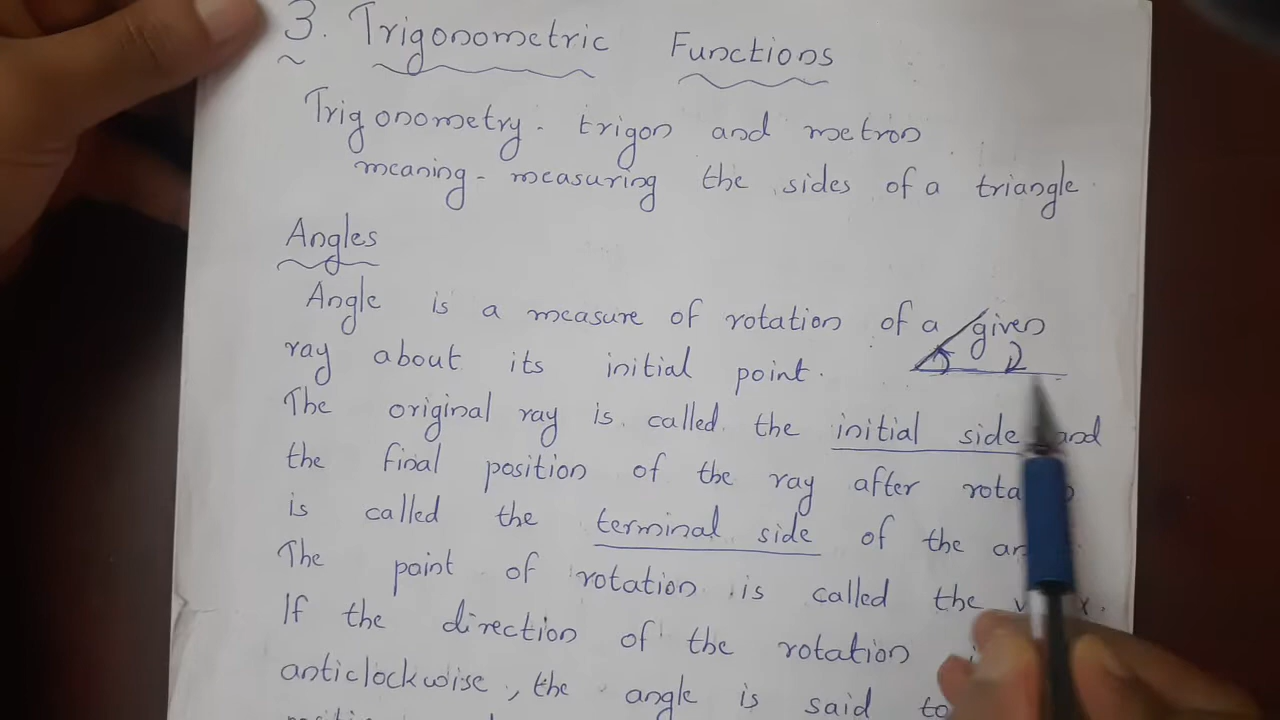 3. Trigonometric Functions
Trigonometry - trigon and metron
meaning - measuring the sides of a triangle.
Angles
Angle is a measure of rotation of a given
ray about its initial point.
The original ray is called the initial side and
the final position of the ray after
is called the terminal side of the
The point of rotation is called the
If the direction of the rotation
anticlockwise, the angle is said to